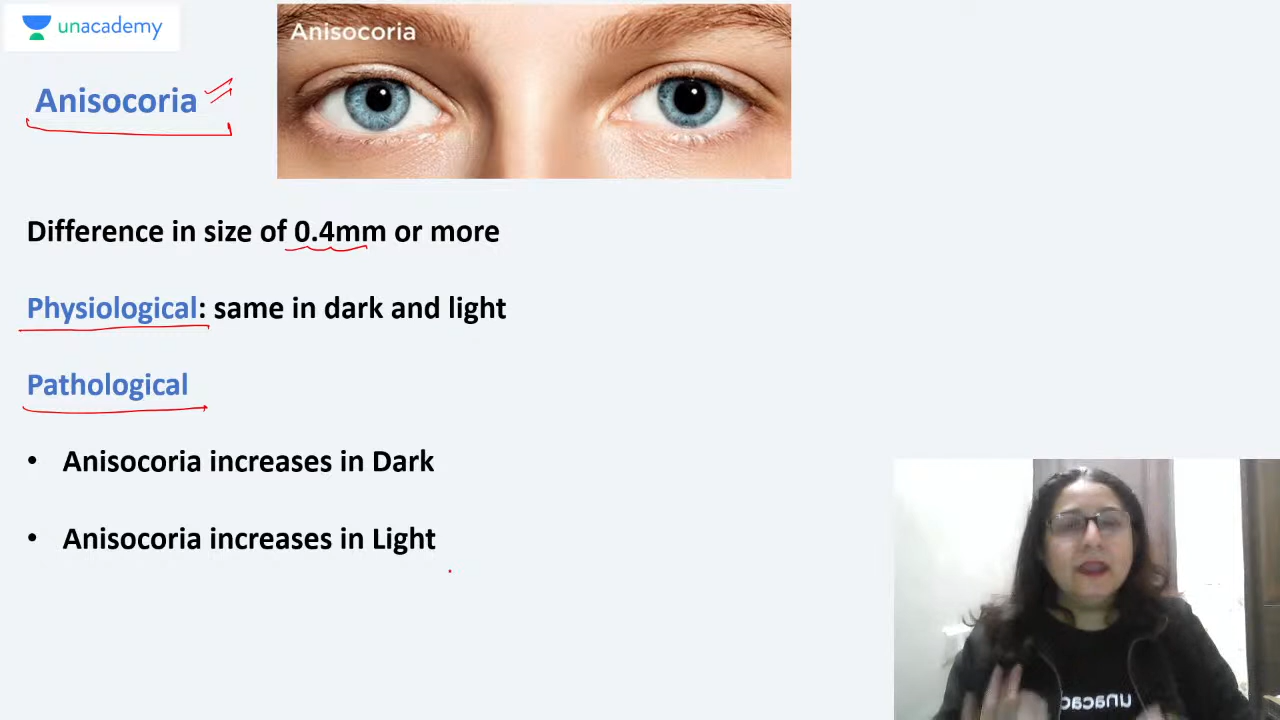 unacademy
Anisocoria
Anisocoria
Difference in size of 0.4mm or more
Physiological: same in dark and light
Pathological
• Anisocoria increases in Dark
• Anisocoria increases in Light
unacac